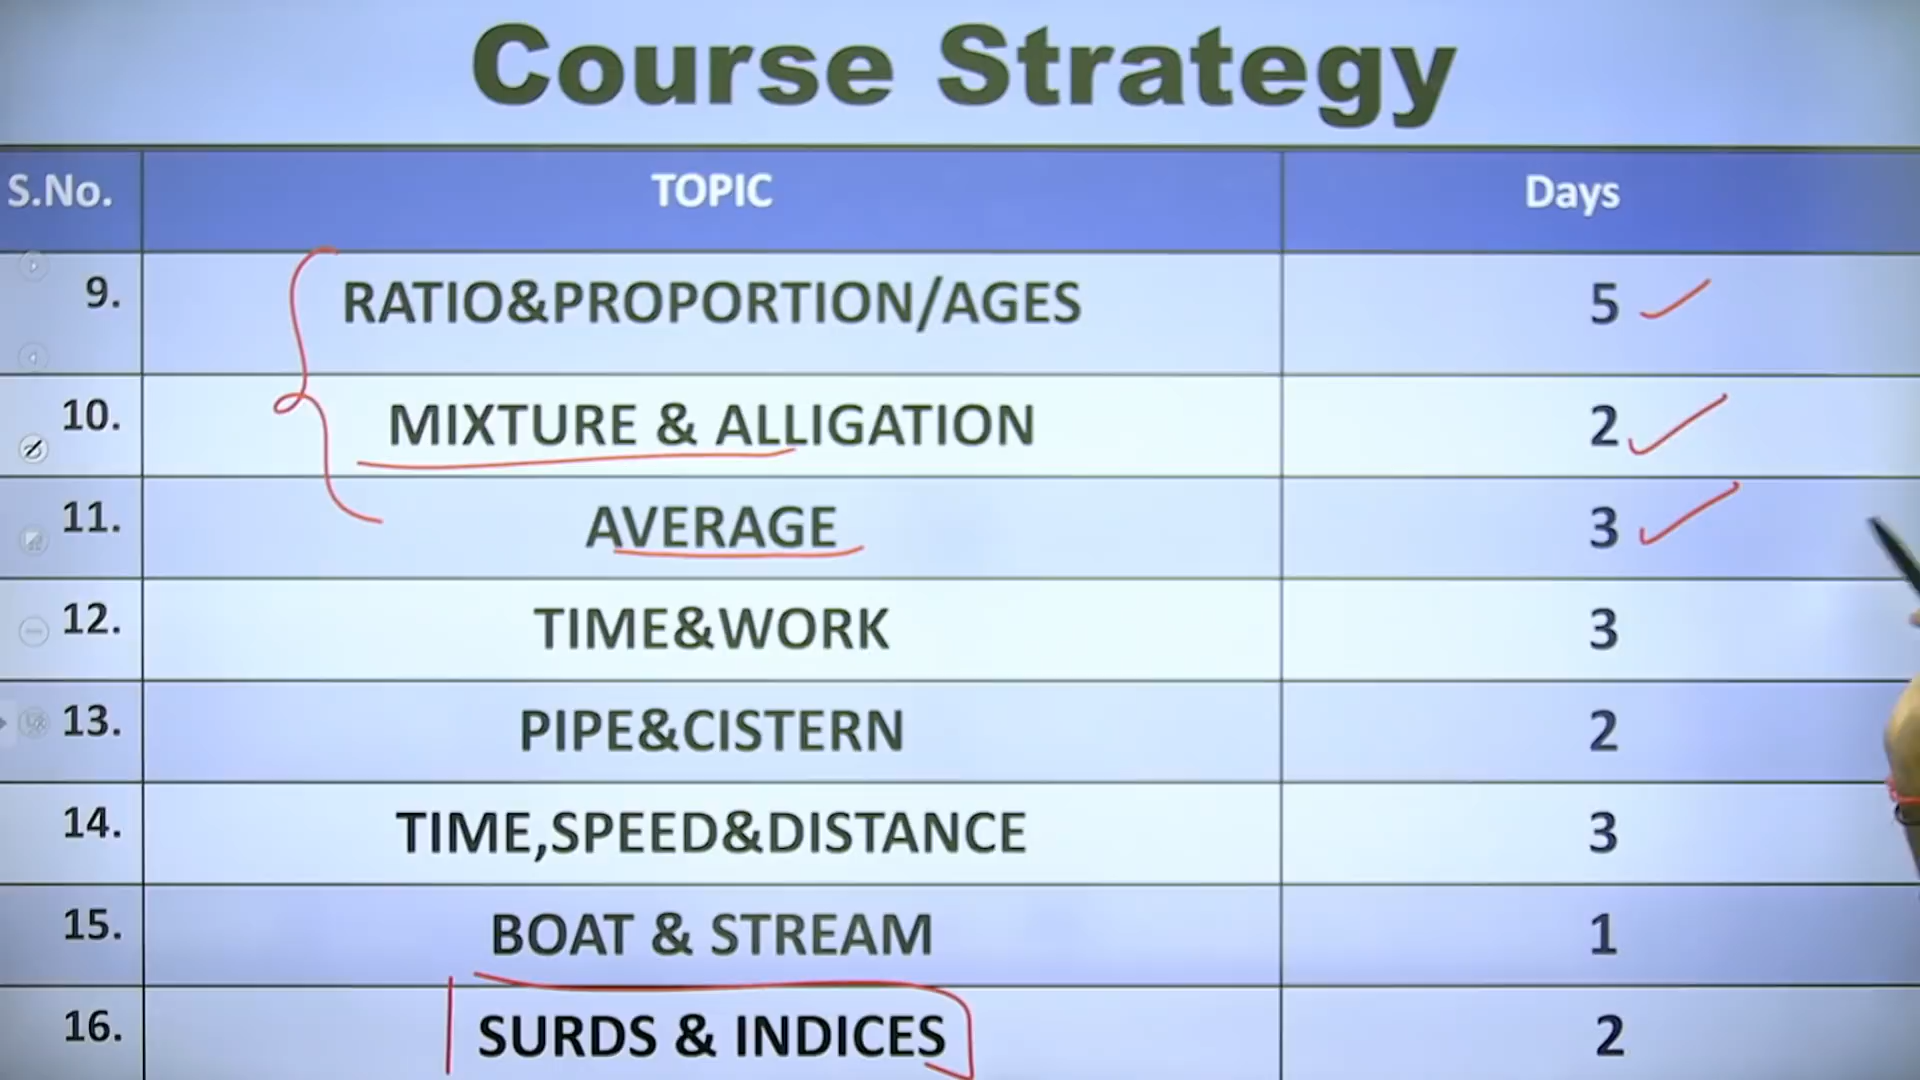 Course Strategy
S.No. TOPIC Days
9. RATIO&PROPORTION/AGES 5
10. MIXTURE & ALLIGATION 2
11. AVERAGE 3
12. TIME&WORK 3
13. PIPE&CISTERN 2
14. TIME,SPEED&DISTANCE 3
15. BOAT & STREAM 1
16. SURDS & INDICES 2